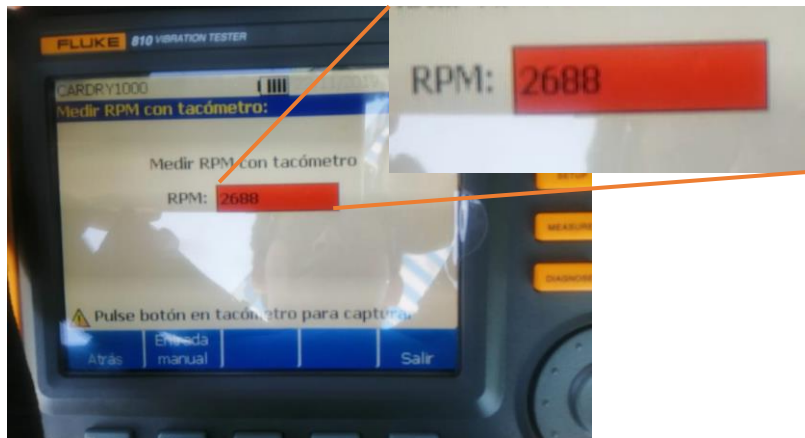 FLUKE 810 VIBRATION TESTER
CARDRY1000
Medir RPM con tacómetro:
Medir RPM con tacómetro
RPM: 2688
Pulse botón en tacómetro para capturar
Atrás
Entrada manual
Salir
SETUP
MEASURE
DIAGNOSE
RPM: 2688